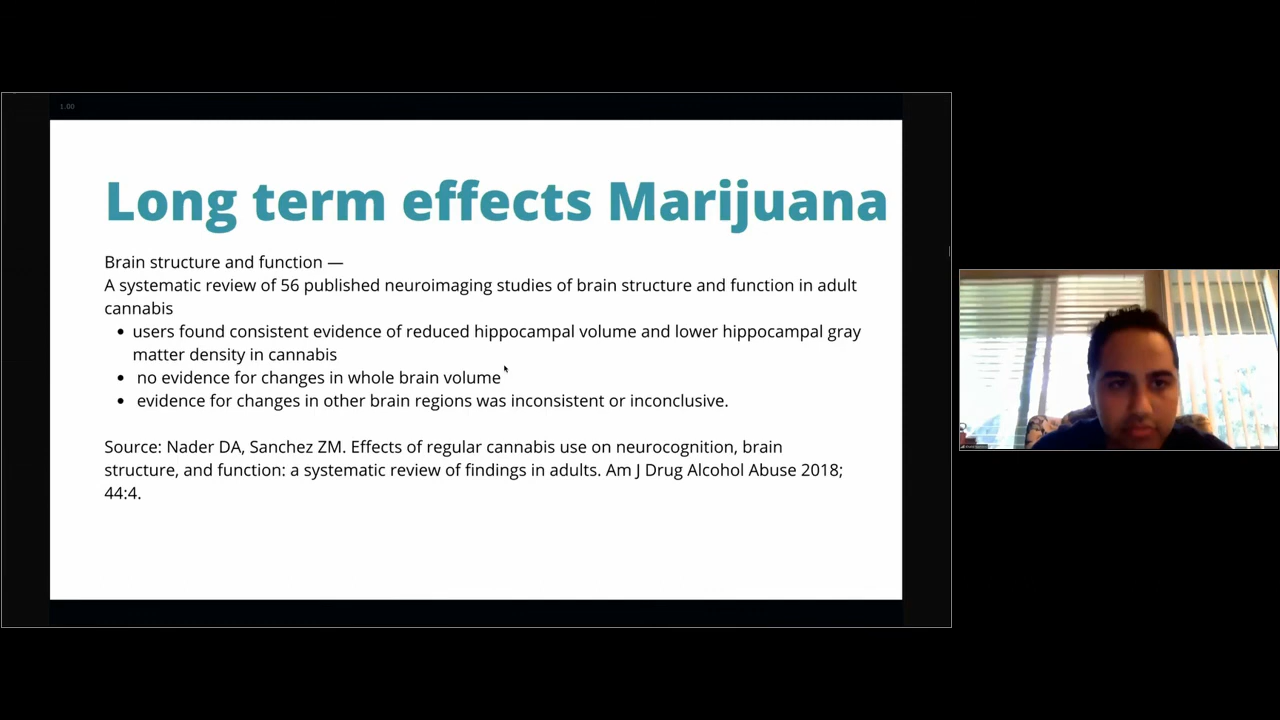 1.00
Long term effects Marijuana
Brain structure and function —
A systematic review of 56 published neuroimaging studies of brain structure and function in adult
cannabis
• users found consistent evidence of reduced hippocampal volume and lower hippocampal gray
matter density in cannabis
• no evidence for changes in whole brain volume
• evidence for changes in other brain regions was inconsistent or inconclusive.
Source: Nader DA, Sanchez ZM. Effects of regular cannabis use on neurocognition, brain
structure, and function: a systematic review of findings in adults. Am J Drug Alcohol Abuse 2018;
44:4.